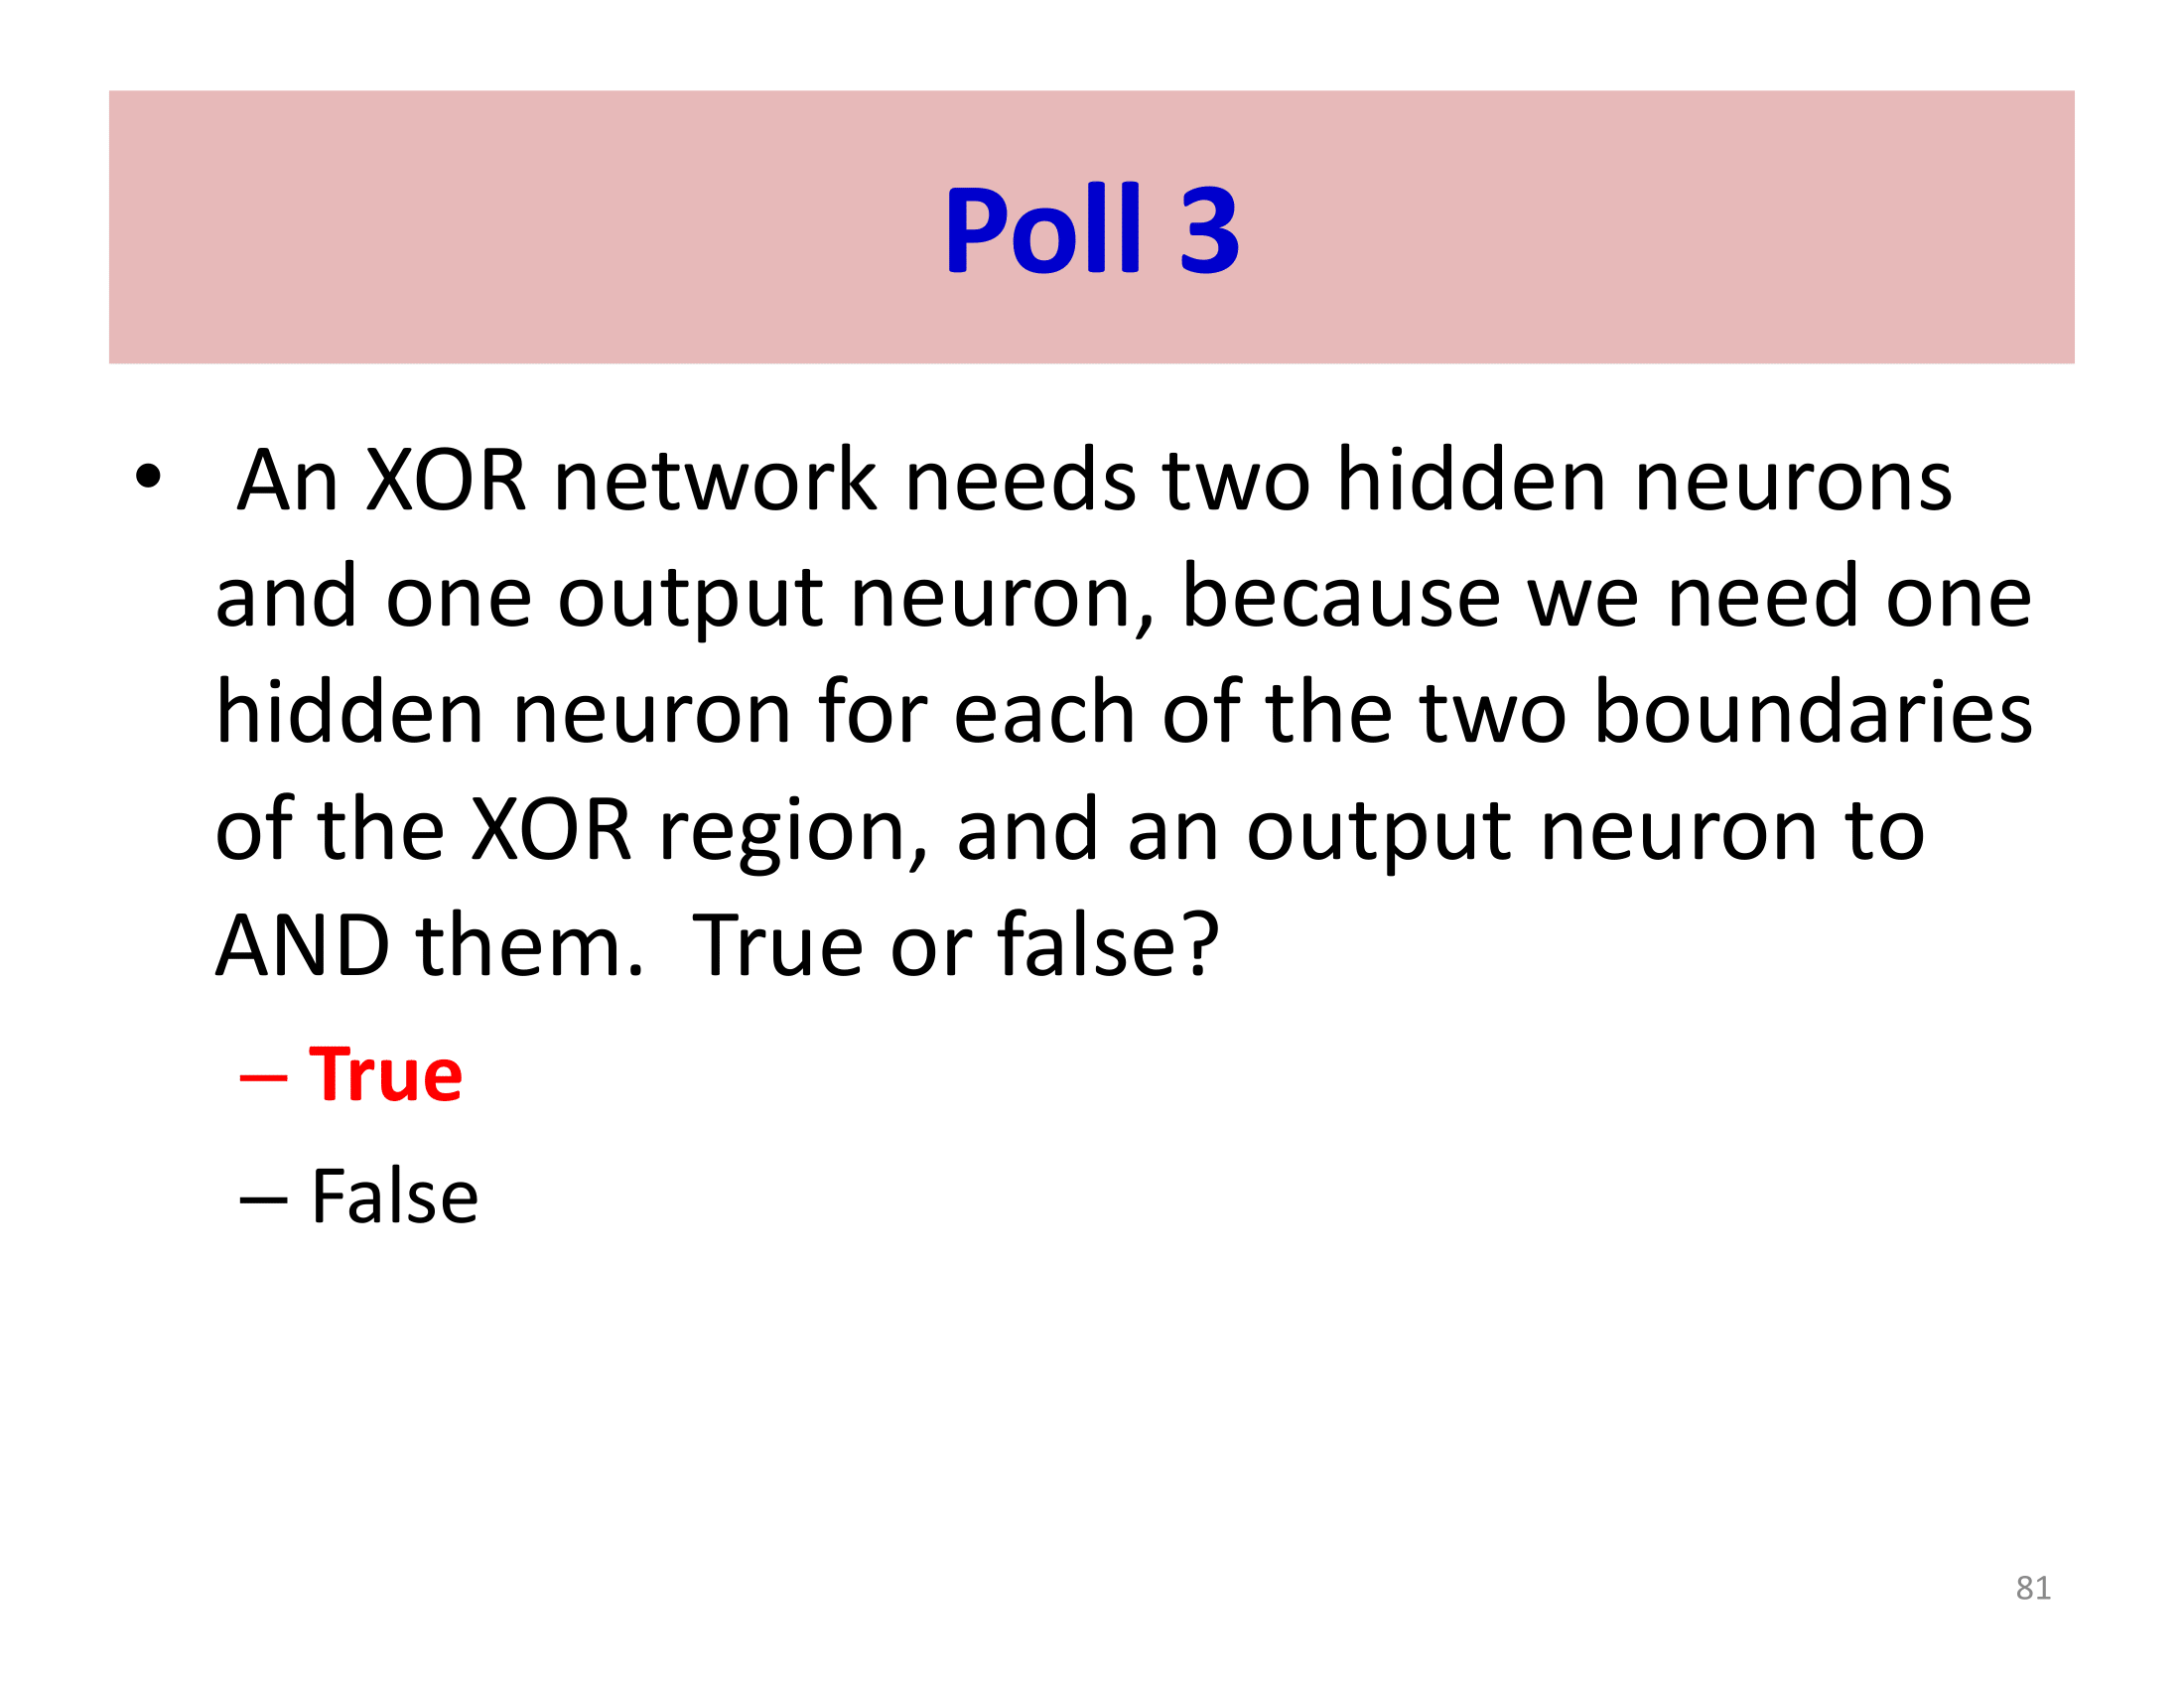 Poll 3
• An XOR network needs two hidden neurons
and one output neuron, because we need one
hidden neuron for each of the two boundaries
of the XOR region, and an output neuron to
AND them.  True or false?
– True
– False
81